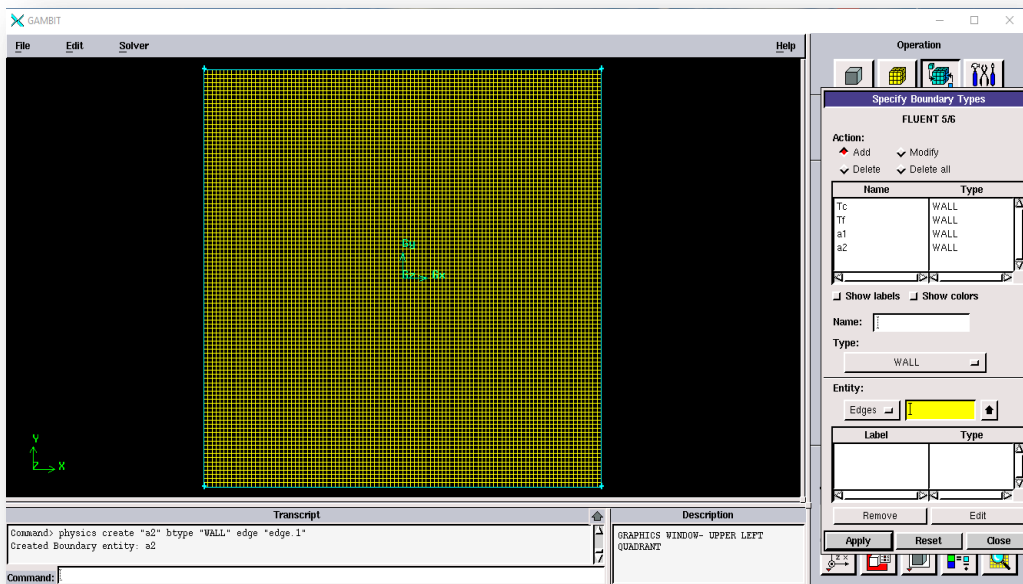 GAMBIT
File Edit Solver Help
Operation
Specify Boundary Types
FLUENT 5/6
Action:
Add Modify
Delete Delete all
Name Type
Tc WALL
Tf WALL
a1 WALL
a2 WALL
Show labels Show colors
Name:
Type:
WALL
Entity:
Edges
Label Type
Remove Edit
Apply Reset Close
Gy
Gx
Y
Z X
Transcript
Command> physics create "a2" btype "WALL" edge "edge.1"
Created Boundary entity: a2
Command:
Description
GRAPHICS WINDOW- UPPER LEFT
QUADRANT